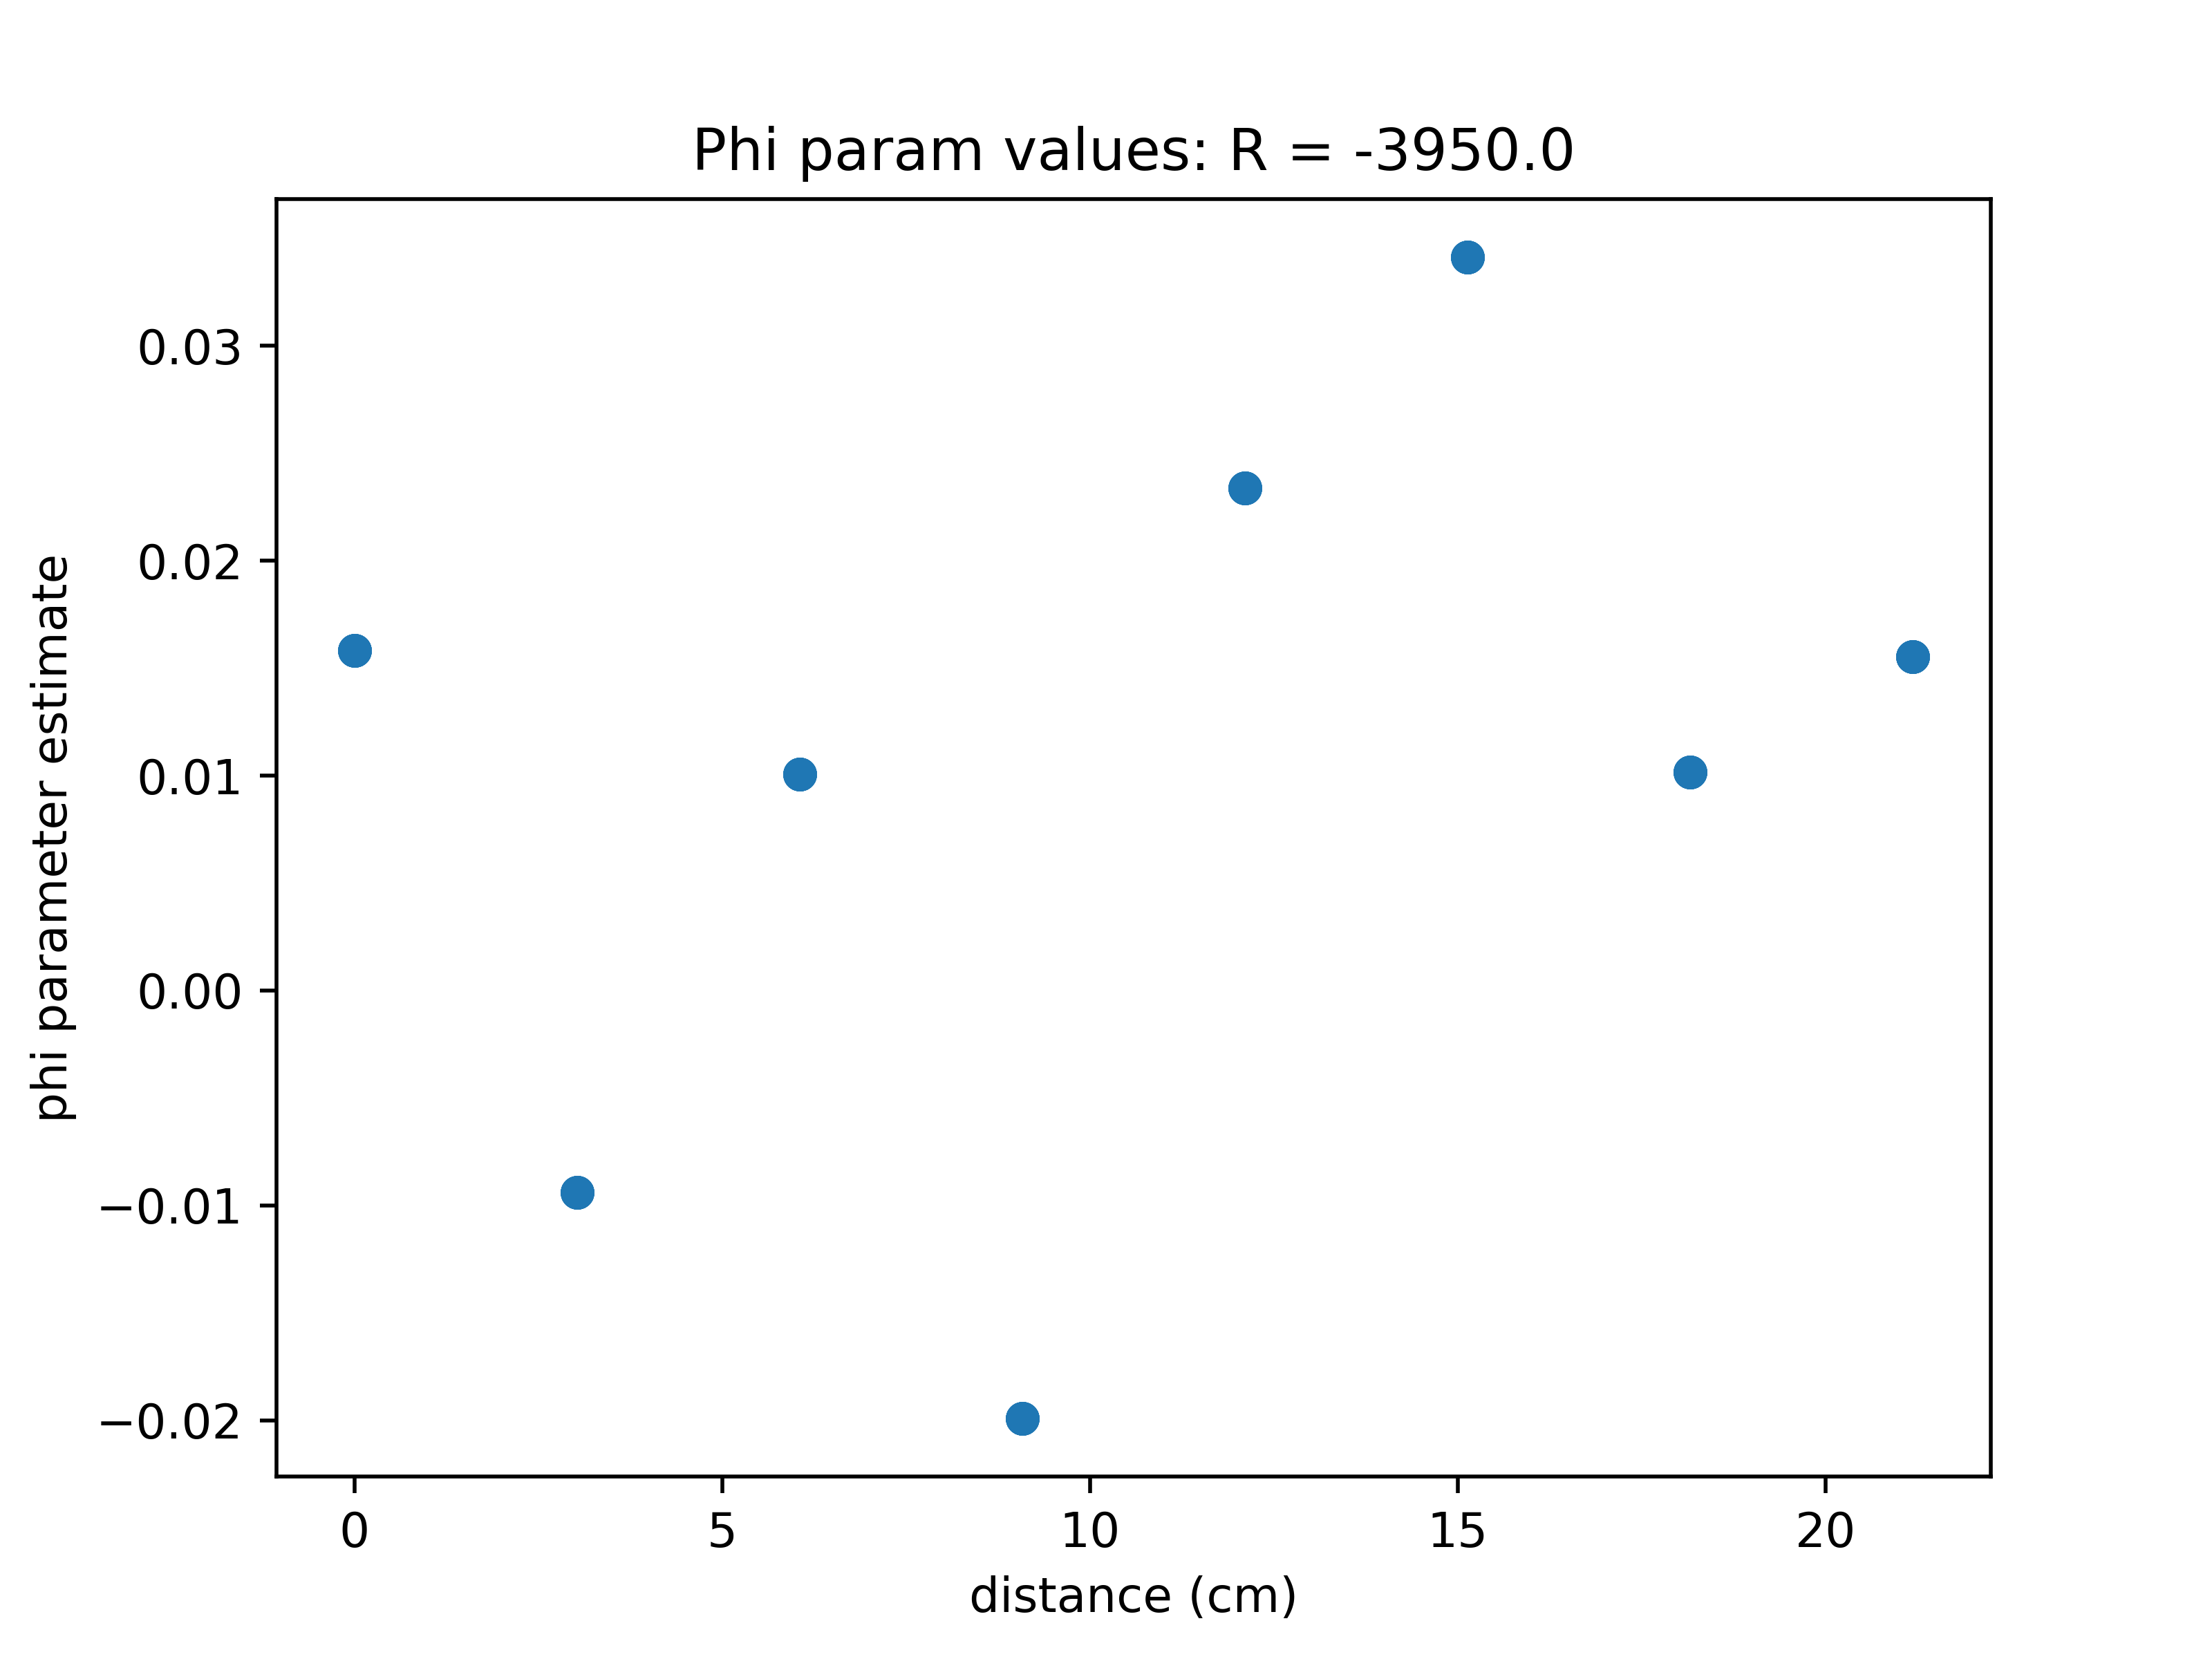 Phi param values: R = -3950.0
phi parameter estimate
0.03
0.02
0.01
0.00
−0.01
−0.02
0 5 10 15 20
distance (cm)